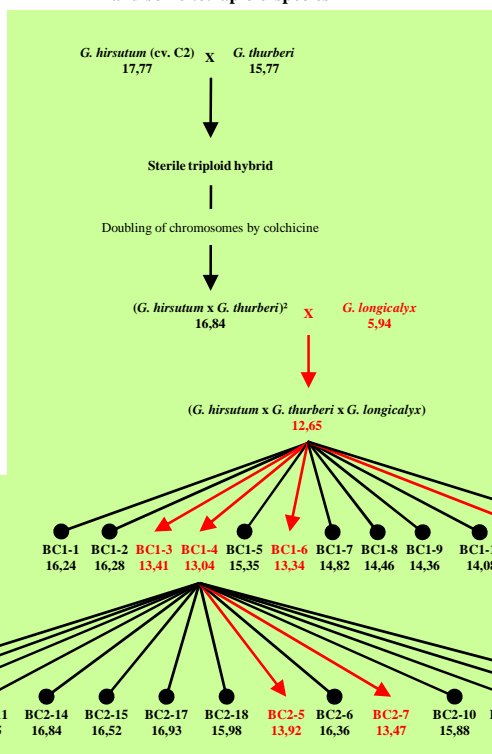 G. hirsutum (cv. C2) X G. thurberi
17,77 15,77
Sterile triploid hybrid
Doubling of chromosomes by colchicine
(G. hirsutum x G. thurberi)² X G. longicalyx
16,84 5,94
(G. hirsutum x G. thurberi x G. longicalyx)
12,65
BC1-1 BC1-2 BC1-3 BC1-4 BC1-5 BC1-6 BC1-7 BC1-8 BC1-9
16,24 16,28 13,41 13,04 15,35 13,34 14,82 14,46 14,36 14,08
BC2-14 BC2-15 BC2-17 BC2-18 BC2-5 BC2-6 BC2-7 BC2-10
16,84 16,52 16,93 15,98 13,92 16,36 13,47 15,88